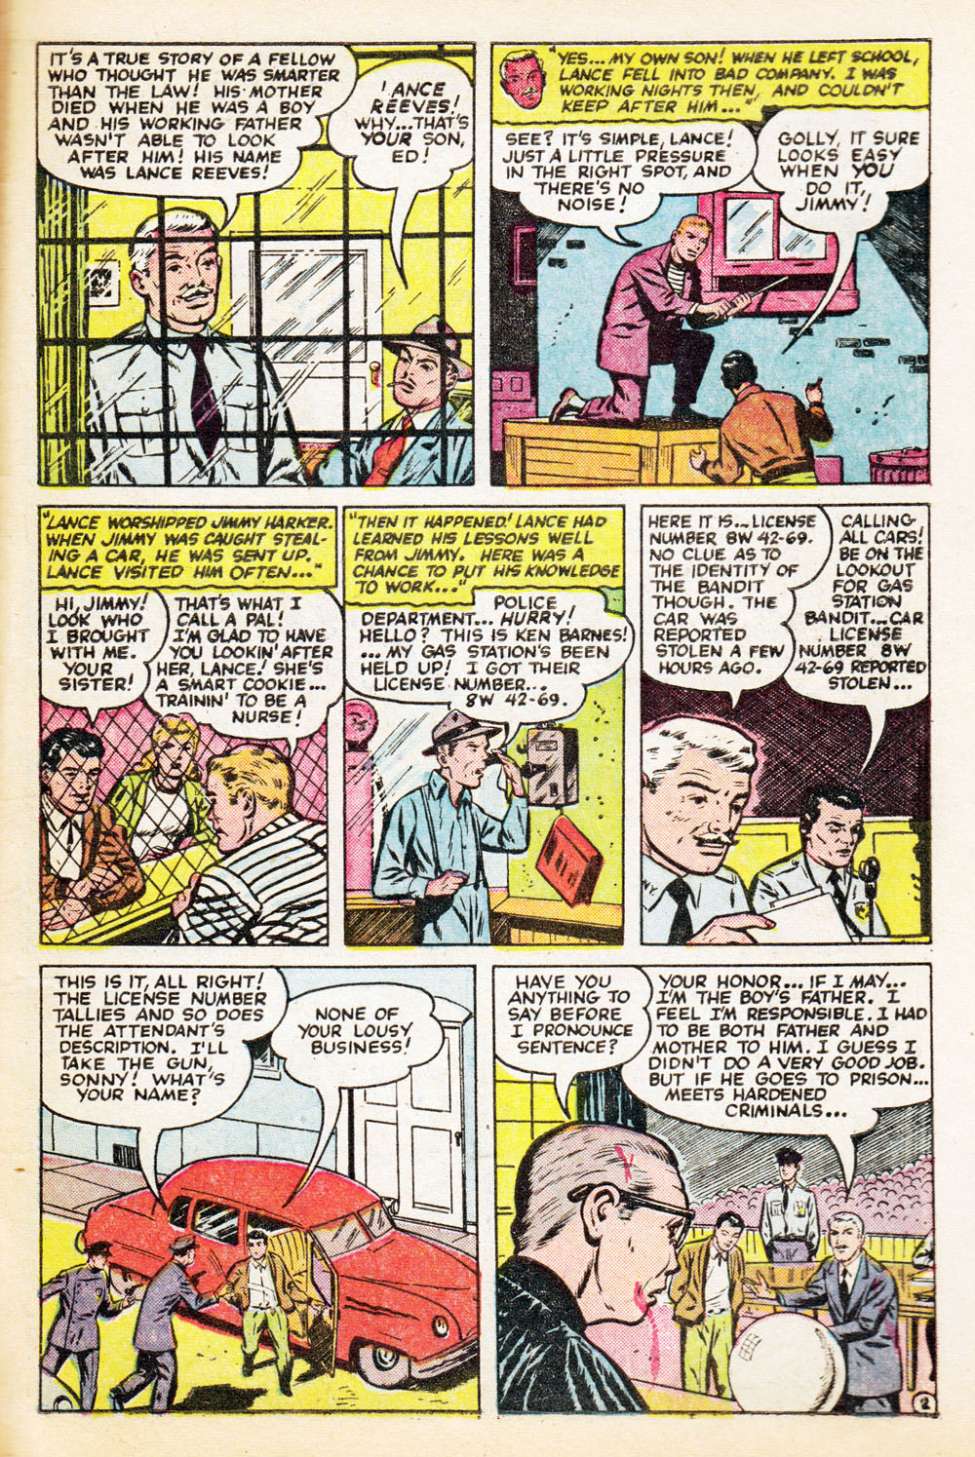 IT'S A TRUE STORY OF A FELLOW
WHO THOUGHT HE WAS SMARTER
THAN THE LAW! HIS MOTHER
DIED WHEN HE WAS A BOY
AND HIS WORKING FATHER
WASN'T ABLE TO LOOK
AFTER HIM! HIS NAME
WAS LANCE REEVES!
LANCE
REEVES!
WHY...THAT'S
YOUR SON,
ED!
"YES... MY OWN SON! WHEN HE LEFT SCHOOL,
LANCE FELL INTO BAD COMPANY. I WAS
WORKING NIGHTS THEN, AND COULDN'T
KEEP AFTER HIM..."
SEE? IT'S SIMPLE, LANCE!
JUST A LITTLE PRESSURE
IN THE RIGHT SPOT, AND
THERE'S NO
NOISE!
GOLLY, IT SURE
LOOKS EASY
WHEN YOU
DO IT,
JIMMY!
"LANCE WORSHIPPED JIMMY HARKER.
WHEN JIMMY WAS CAUGHT STEAL-
ING A CAR, HE WAS SENT UP.
LANCE VISITED HIM OFTEN..."
HI, JIMMY!
LOOK WHO
I BROUGHT
WITH ME.
YOUR
SISTER!
THAT'S WHAT I
CALL A PAL!
I'M GLAD TO HAVE
YOU LOOKIN' AFTER
HER, LANCE! SHE'S
A SMART COOKIE...
TRAININ' TO BE A
NURSE!
"THEN IT HAPPENED! LANCE HAD
LEARNED HIS LESSONS WELL
FROM JIMMY. HERE WAS A
CHANCE TO PUT HIS KNOWLEDGE
TO WORK..."
POLICE
DEPARTMENT... HURRY!
HELLO? THIS IS KEN BARNES!
...MY GAS STATION'S BEEN
HELD UP! I GOT THEIR
LICENSE NUMBER...
8W 42-69.
HERE IT IS... LICENSE
NUMBER 8W 42-69.
NO CLUE AS TO
THE IDENTITY OF
THE BANDIT
THOUGH. THE
CAR WAS
REPORTED
STOLEN A FEW
HOURS AGO.
CALLING
ALL CARS!
BE ON THE
LOOKOUT
FOR GAS
STATION
BANDIT...CAR
LICENSE
NUMBER 8W
42-69 REPORTED
STOLEN...
N.Y.
THIS IS IT, ALL RIGHT!
THE LICENSE NUMBER
TALLIES AND SO DOES
THE ATTENDANT'S
DESCRIPTION. I'LL
TAKE THE GUN,
SONNY! WHAT'S
YOUR NAME?
NONE OF
YOUR LOUSY
BUSINESS!
HAVE YOU
ANYTHING TO
SAY BEFORE
I PRONOUNCE
SENTENCE?
YOUR HONOR... IF I MAY...
I'M THE BOY'S FATHER. I
FEEL I'M RESPONSIBLE. I HAD
TO BE BOTH FATHER AND
MOTHER TO HIM. I GUESS I
DIDN'T DO A VERY GOOD JOB.
BUT IF HE GOES TO PRISON...
MEETS HARDENED
CRIMINALS...
2